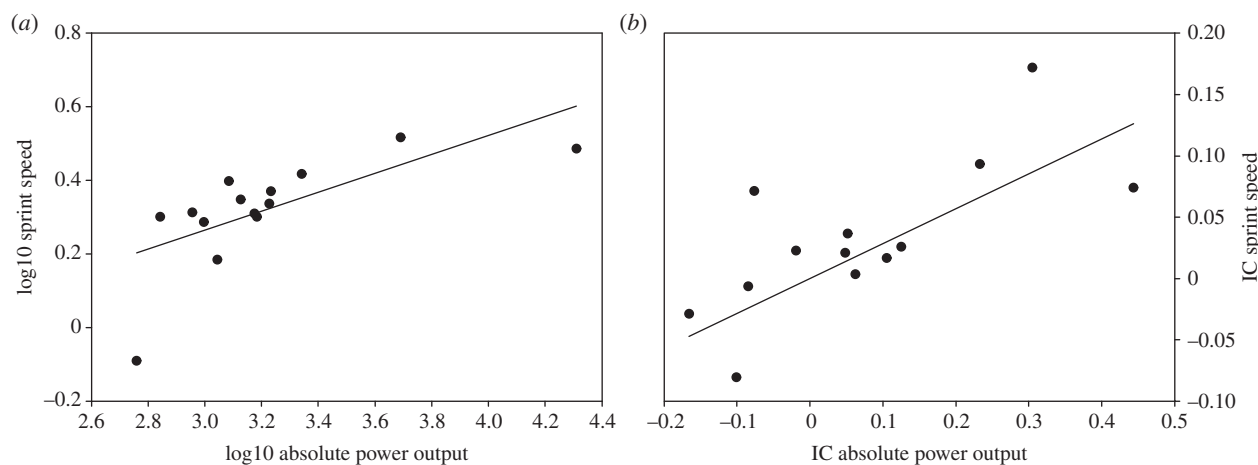 (a)
0.8
0.6
0.4
0.2
0
–0.2
log10 sprint speed
2.6 2.8 3.0 3.2 3.4 3.6 3.8 4.0 4.2 4.4
log10 absolute power output
(b)
0.20
0.15
0.10
0.05
0
–0.05
–0.10
IC sprint speed
–0.2 –0.1 0 0.1 0.2 0.3 0.4 0.5
IC absolute power output